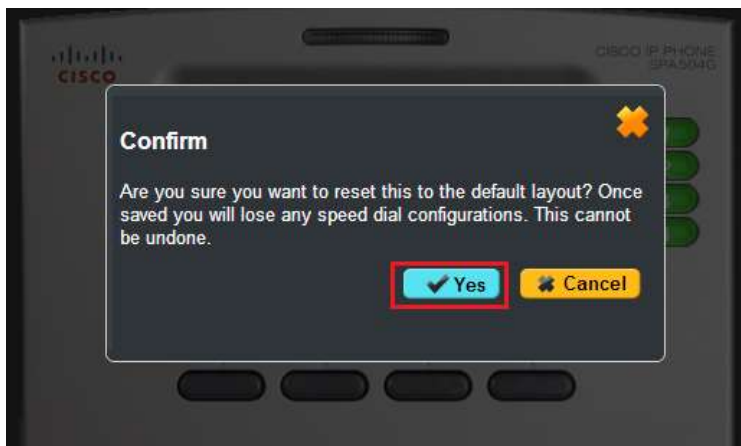 CISCO
CISCO IP PHONE
SPA504G
Confirm
Are you sure you want to reset this to the default layout? Once
saved you will lose any speed dial configurations. This cannot
be undone.
Yes
Cancel